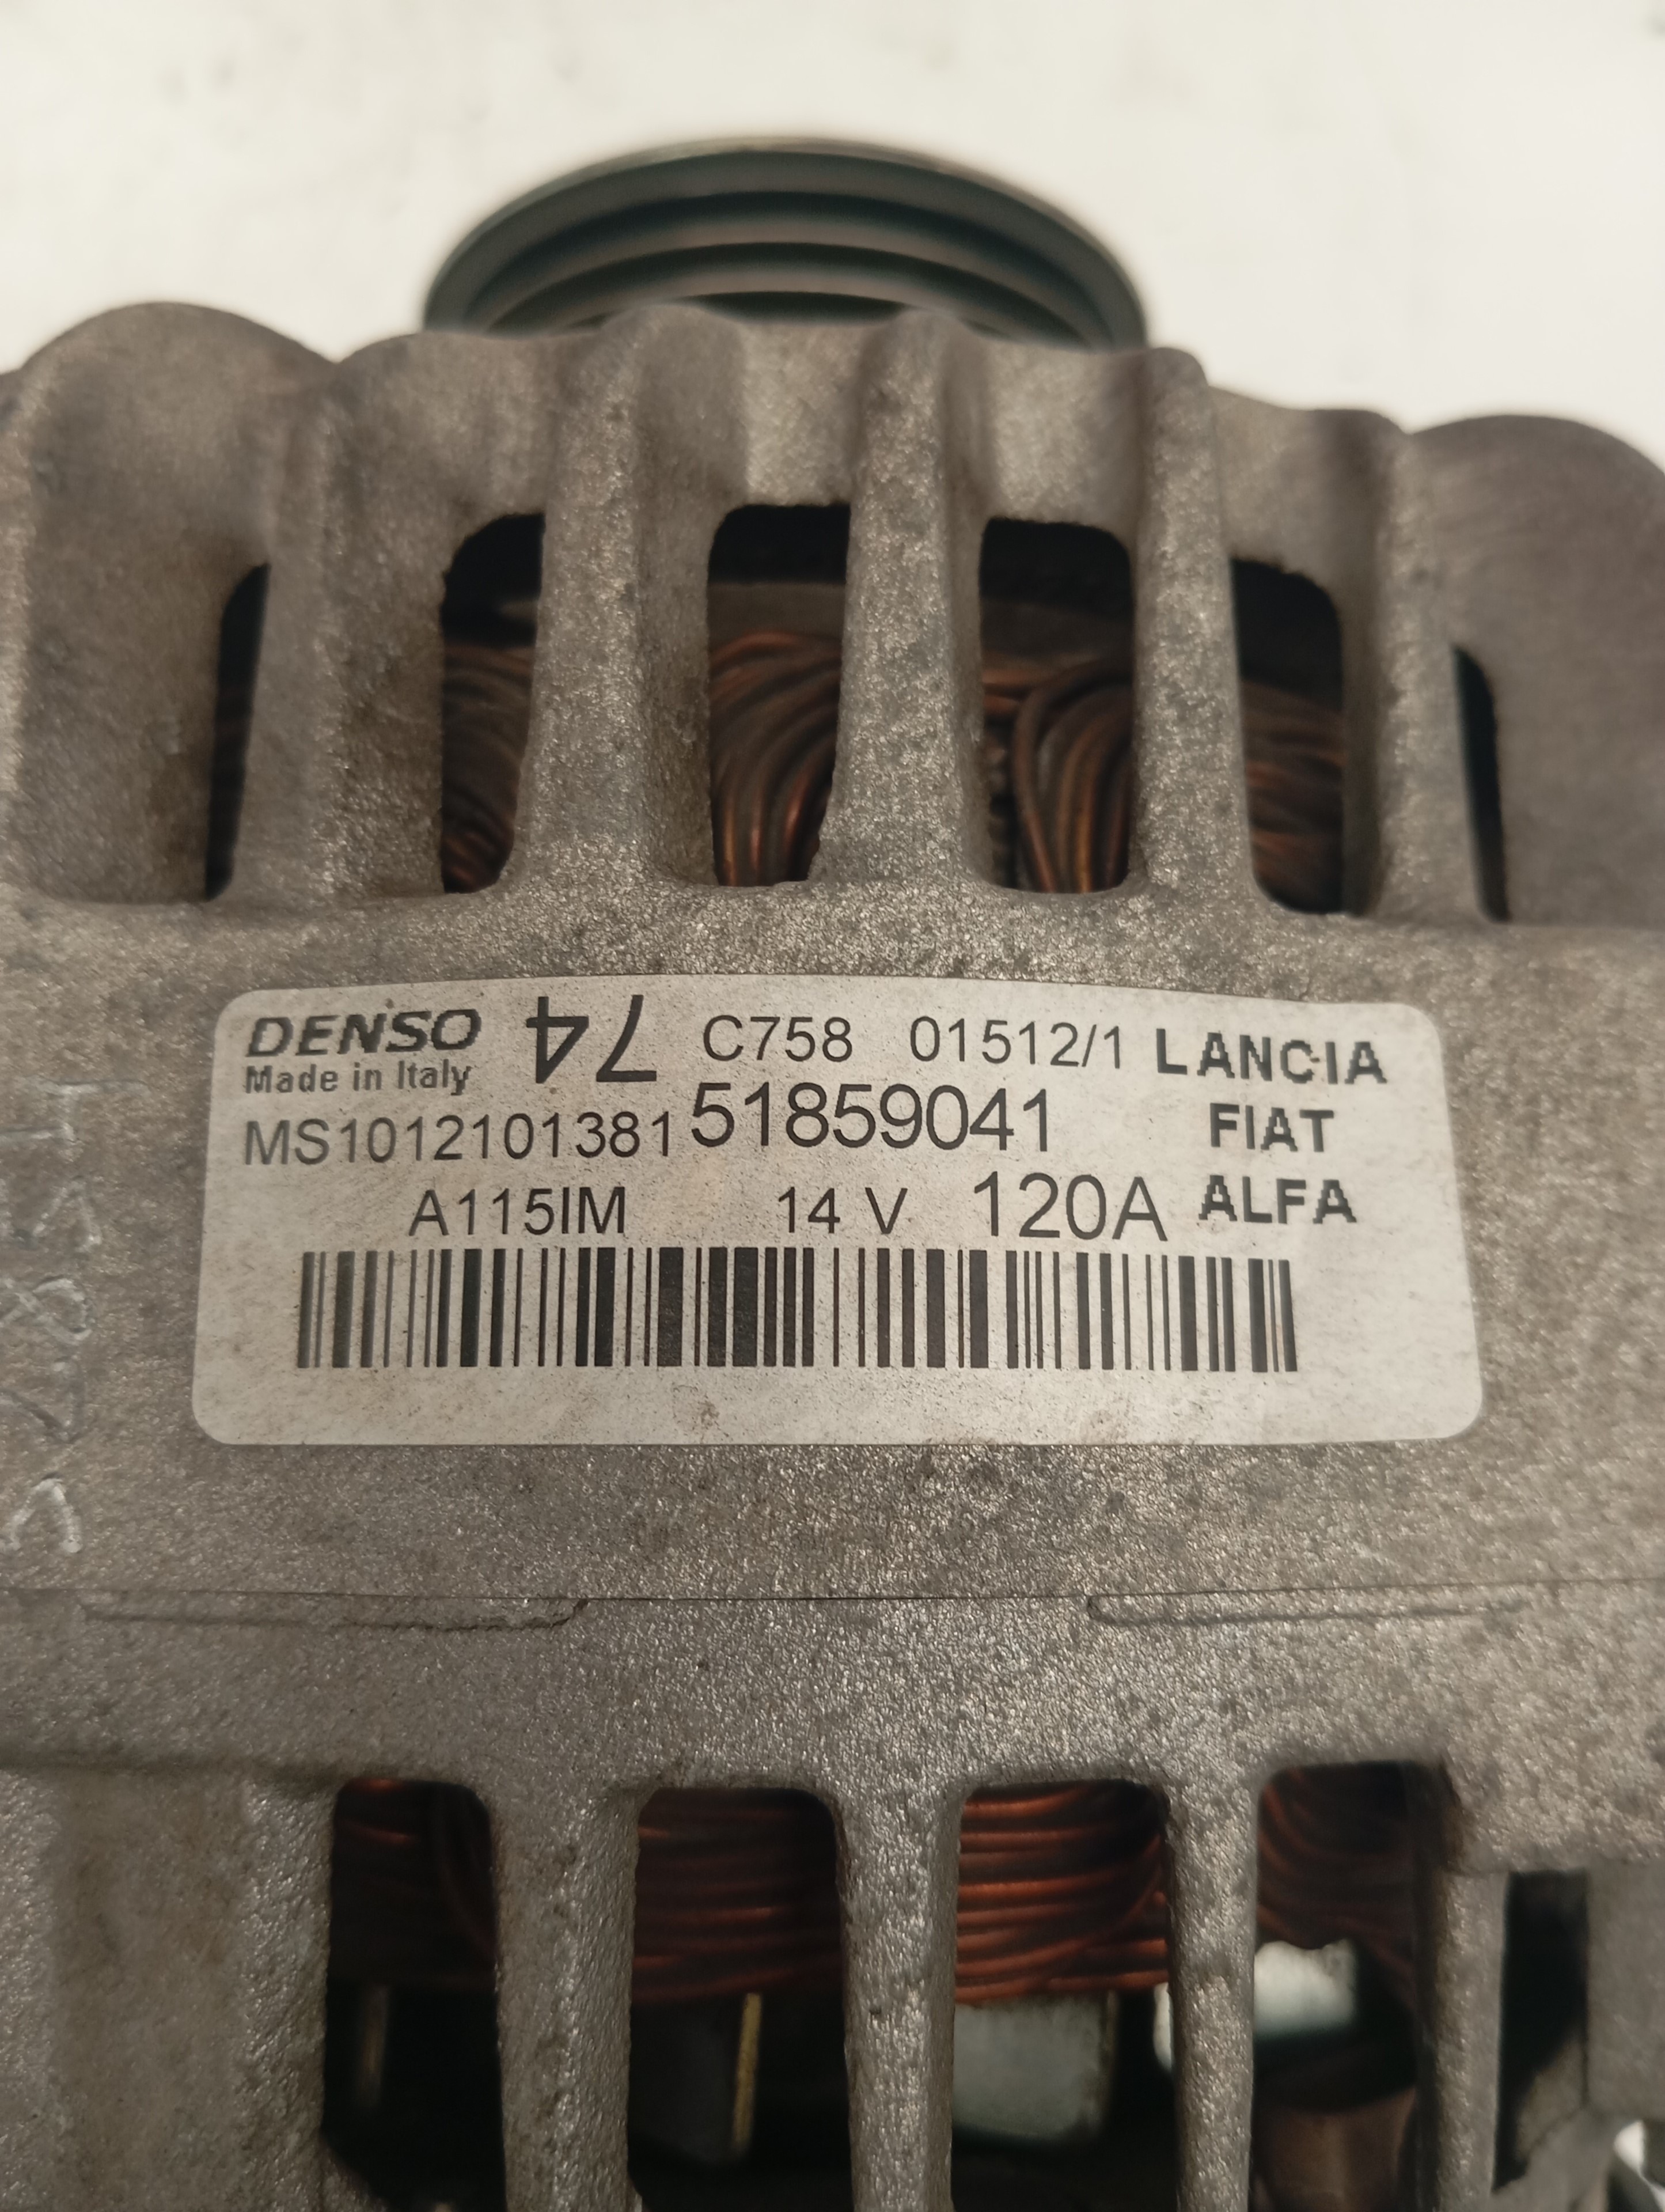 DENSO 74 C758 01512/1 LANCIA
Made in Italy
MS1012101381 51859041 FIAT
A115IM 14 V 120A ALFA